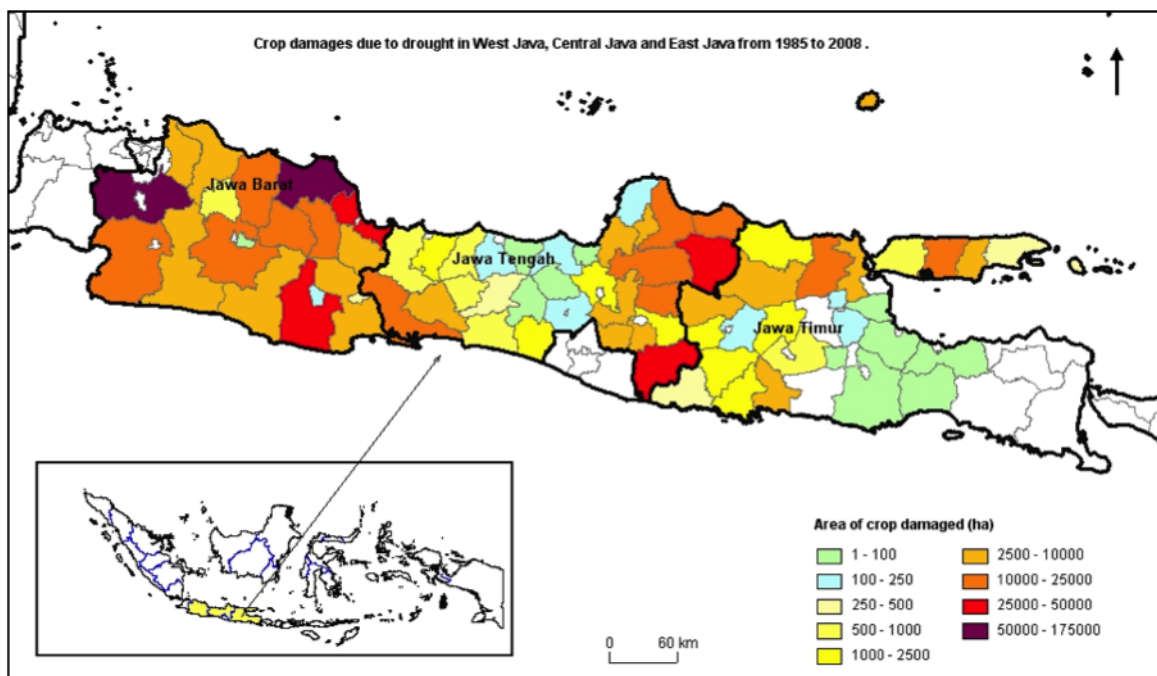 Crop damages due to drought in West Java, Central Java and East Java from 1985 to 2008 .
Jawa Barat
Jawa Tengah
Jawa Timur
Area of crop damaged (ha)
1 - 100
100 - 250
250 - 500
500 - 1000
1000 - 2500
2500 - 10000
10000 - 25000
25000 - 50000
50000 - 175000
0 60 km